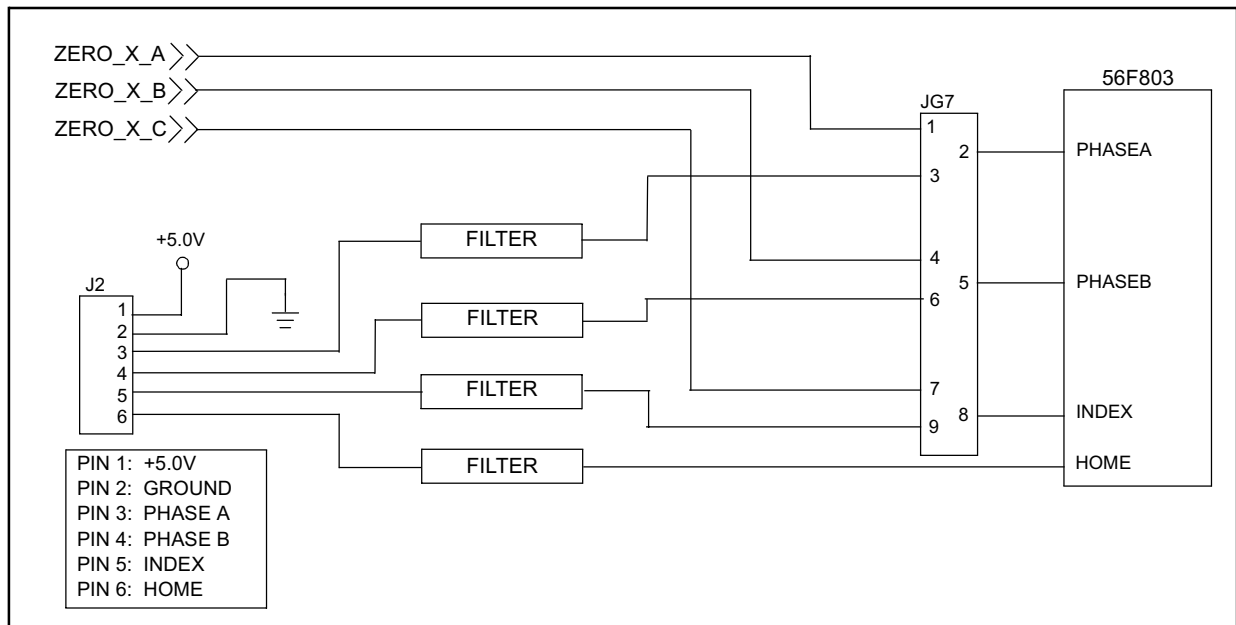 ZERO_X_A
ZERO_X_B
ZERO_X_C
56F803
JG7
1
2
3
4
5
6
7
8
9
PHASEA
PHASEB
INDEX
HOME
FILTER
FILTER
FILTER
FILTER
+5.0V
J2
1
2
3
4
5
6
PIN 1: +5.0V
PIN 2: GROUND
PIN 3: PHASE A
PIN 4: PHASE B
PIN 5: INDEX
PIN 6: HOME